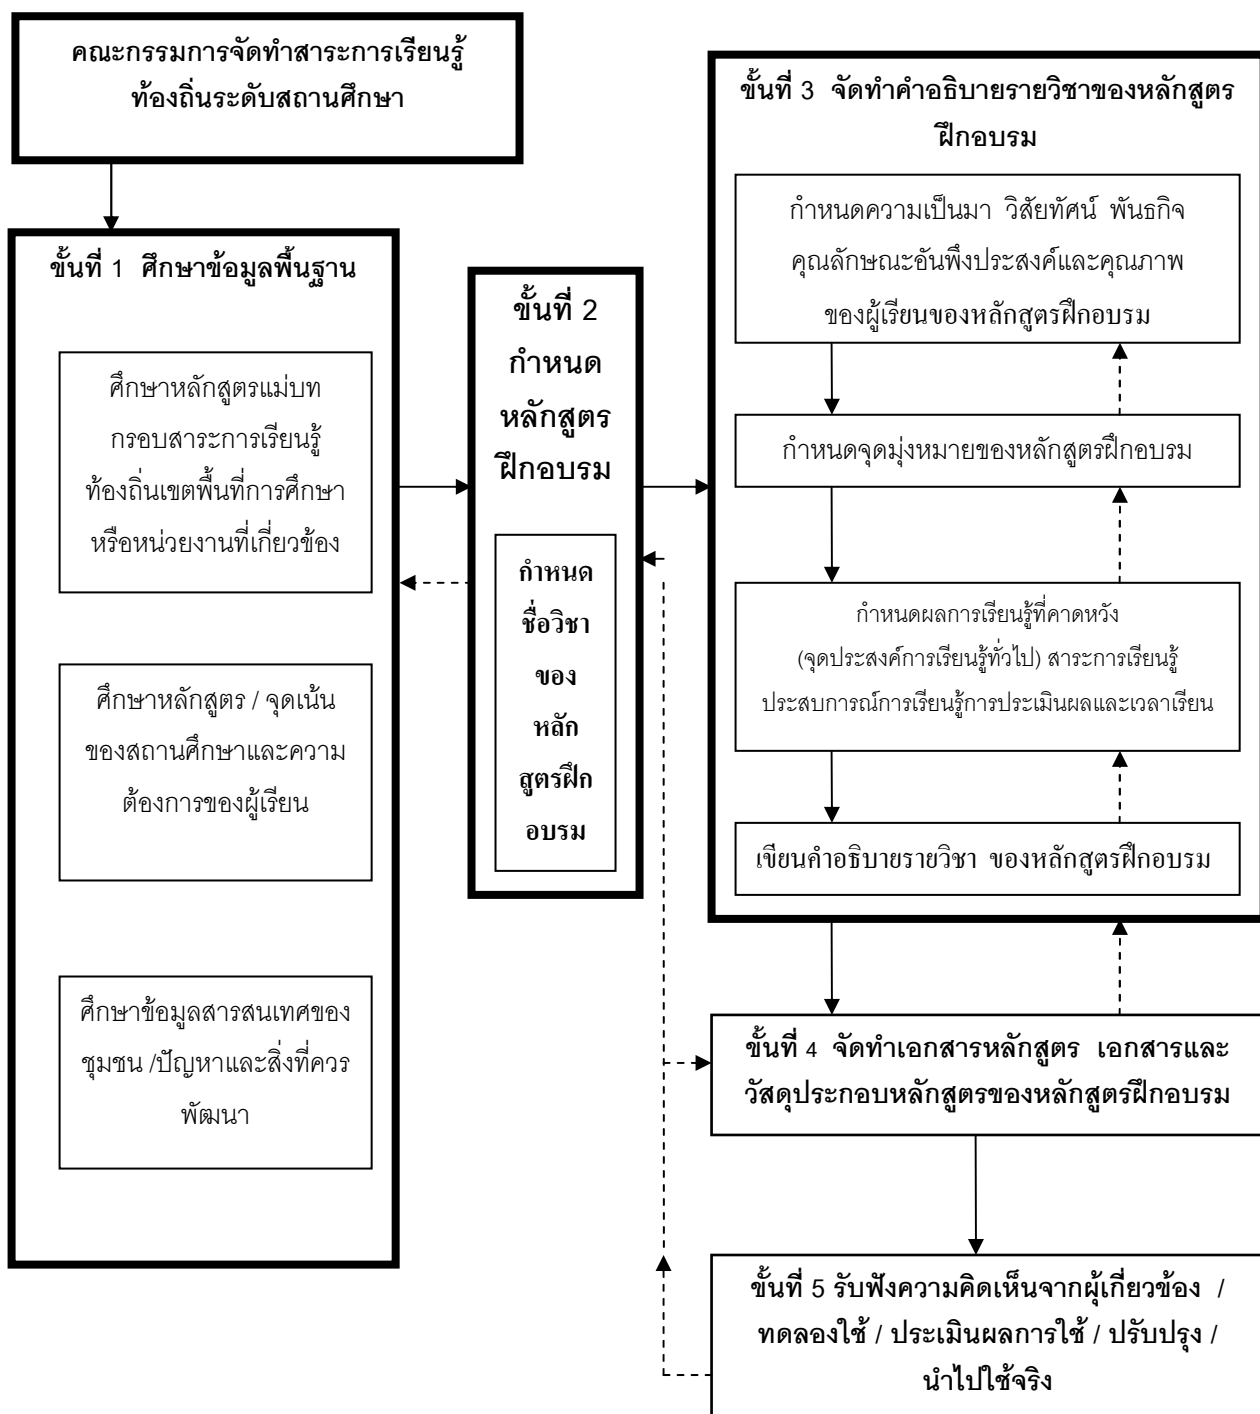 คณะกรรมการจัดทำสาระการเรียนรู้
ท้องถิ่นระดับสถานศึกษา
ขั้นที่ 1 ศึกษาข้อมูลพื้นฐาน
ศึกษาหลักสูตรแม่บท
กรอบสาระการเรียนรู้
ท้องถิ่นเขตพื้นที่การศึกษา
หรือหน่วยงานที่เกี่ยวข้อง
ศึกษาหลักสูตร / จุดเน้น
ของสถานศึกษาและความ
ต้องการของผู้เรียน
ศึกษาข้อมูลสารสนเทศของ
ชุมชน /ปัญหาและสิ่งที่ควร
พัฒนา
ขั้นที่ 2
กำหนด
หลักสูตร
ฝึกอบรม
กำหนด
ชื่อวิชา
ของ
หลัก
สูตรฝึก
อบรม
ขั้นที่ 3 จัดทำคำอธิบายรายวิชาของหลักสูตร
ฝึกอบรม
กำหนดความเป็นมา วิสัยทัศน์ พันธกิจ
คุณลักษณะอันพึงประสงค์และคุณภาพ
ของผู้เรียนของหลักสูตรฝึกอบรม
กำหนดจุดมุ่งหมายของหลักสูตรฝึกอบรม
กำหนดผลการเรียนรู้ที่คาดหวัง
(จุดประสงค์การเรียนรู้ทั่วไป) สาระการเรียนรู้
ประสบการณ์การเรียนรู้การประเมินผลและเวลาเรียน
เขียนคำอธิบายรายวิชา ของหลักสูตรฝึกอบรม
ขั้นที่ 4 จัดทำเอกสารหลักสูตร เอกสารและ
วัสดุประกอบหลักสูตรของหลักสูตรฝึกอบรม
ขั้นที่ 5 รับฟังความคิดเห็นจากผุ้เกี่ยวข้อง /
ทดลองใช้ / ประเมินผลการใช้ / ปรับปรุง /
นำไปใช้จริง